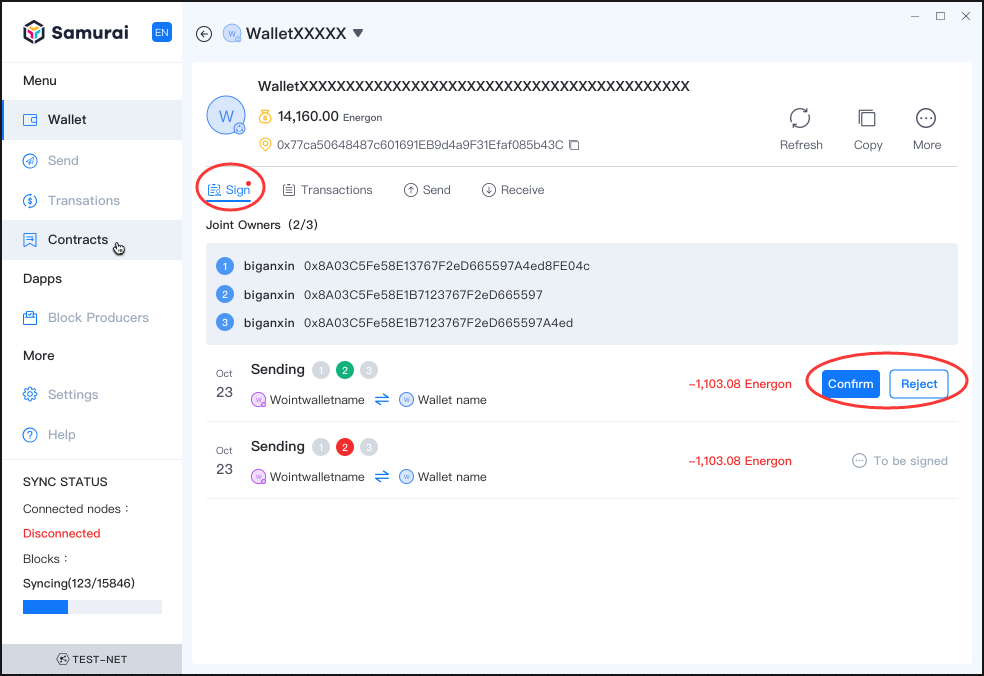 Samurai EN
Menu
Wallet
Send
Transations
Contracts
Dapps
Block Producers
More
Settings
Help
SYNC STATUS
Connected nodes :
Disconnected
Blocks :
Syncing(123/15846)
TEST-NET
W WalletXXXXX
WalletXXXXXXXXXXXXXXXXXXXXXXXXXXXXXXXXXXXXXXXXXX
W 14,160.00 Energon
0x77ca50648487c601691EB9d4a9F31Efaf085b43C
Refresh Copy More
Sign Transactions Send Receive
Joint Owners (2/3)
1 biganxin 0x8A03C5Fe58E13767F2eD665597A4ed8FE04c
2 biganxin 0x8A03C5Fe58E1B7123767F2eD665597
3 biganxin 0x8A03C5Fe58E1B7123767F2eD665597A4ed
Oct 23
Sending 1 2 3
W Wointwalletname W Wallet name
-1,103.08 Energon Confirm Reject
Oct 23
Sending 1 2 3
W Wointwalletname W Wallet name
-1,103.08 Energon To be signed